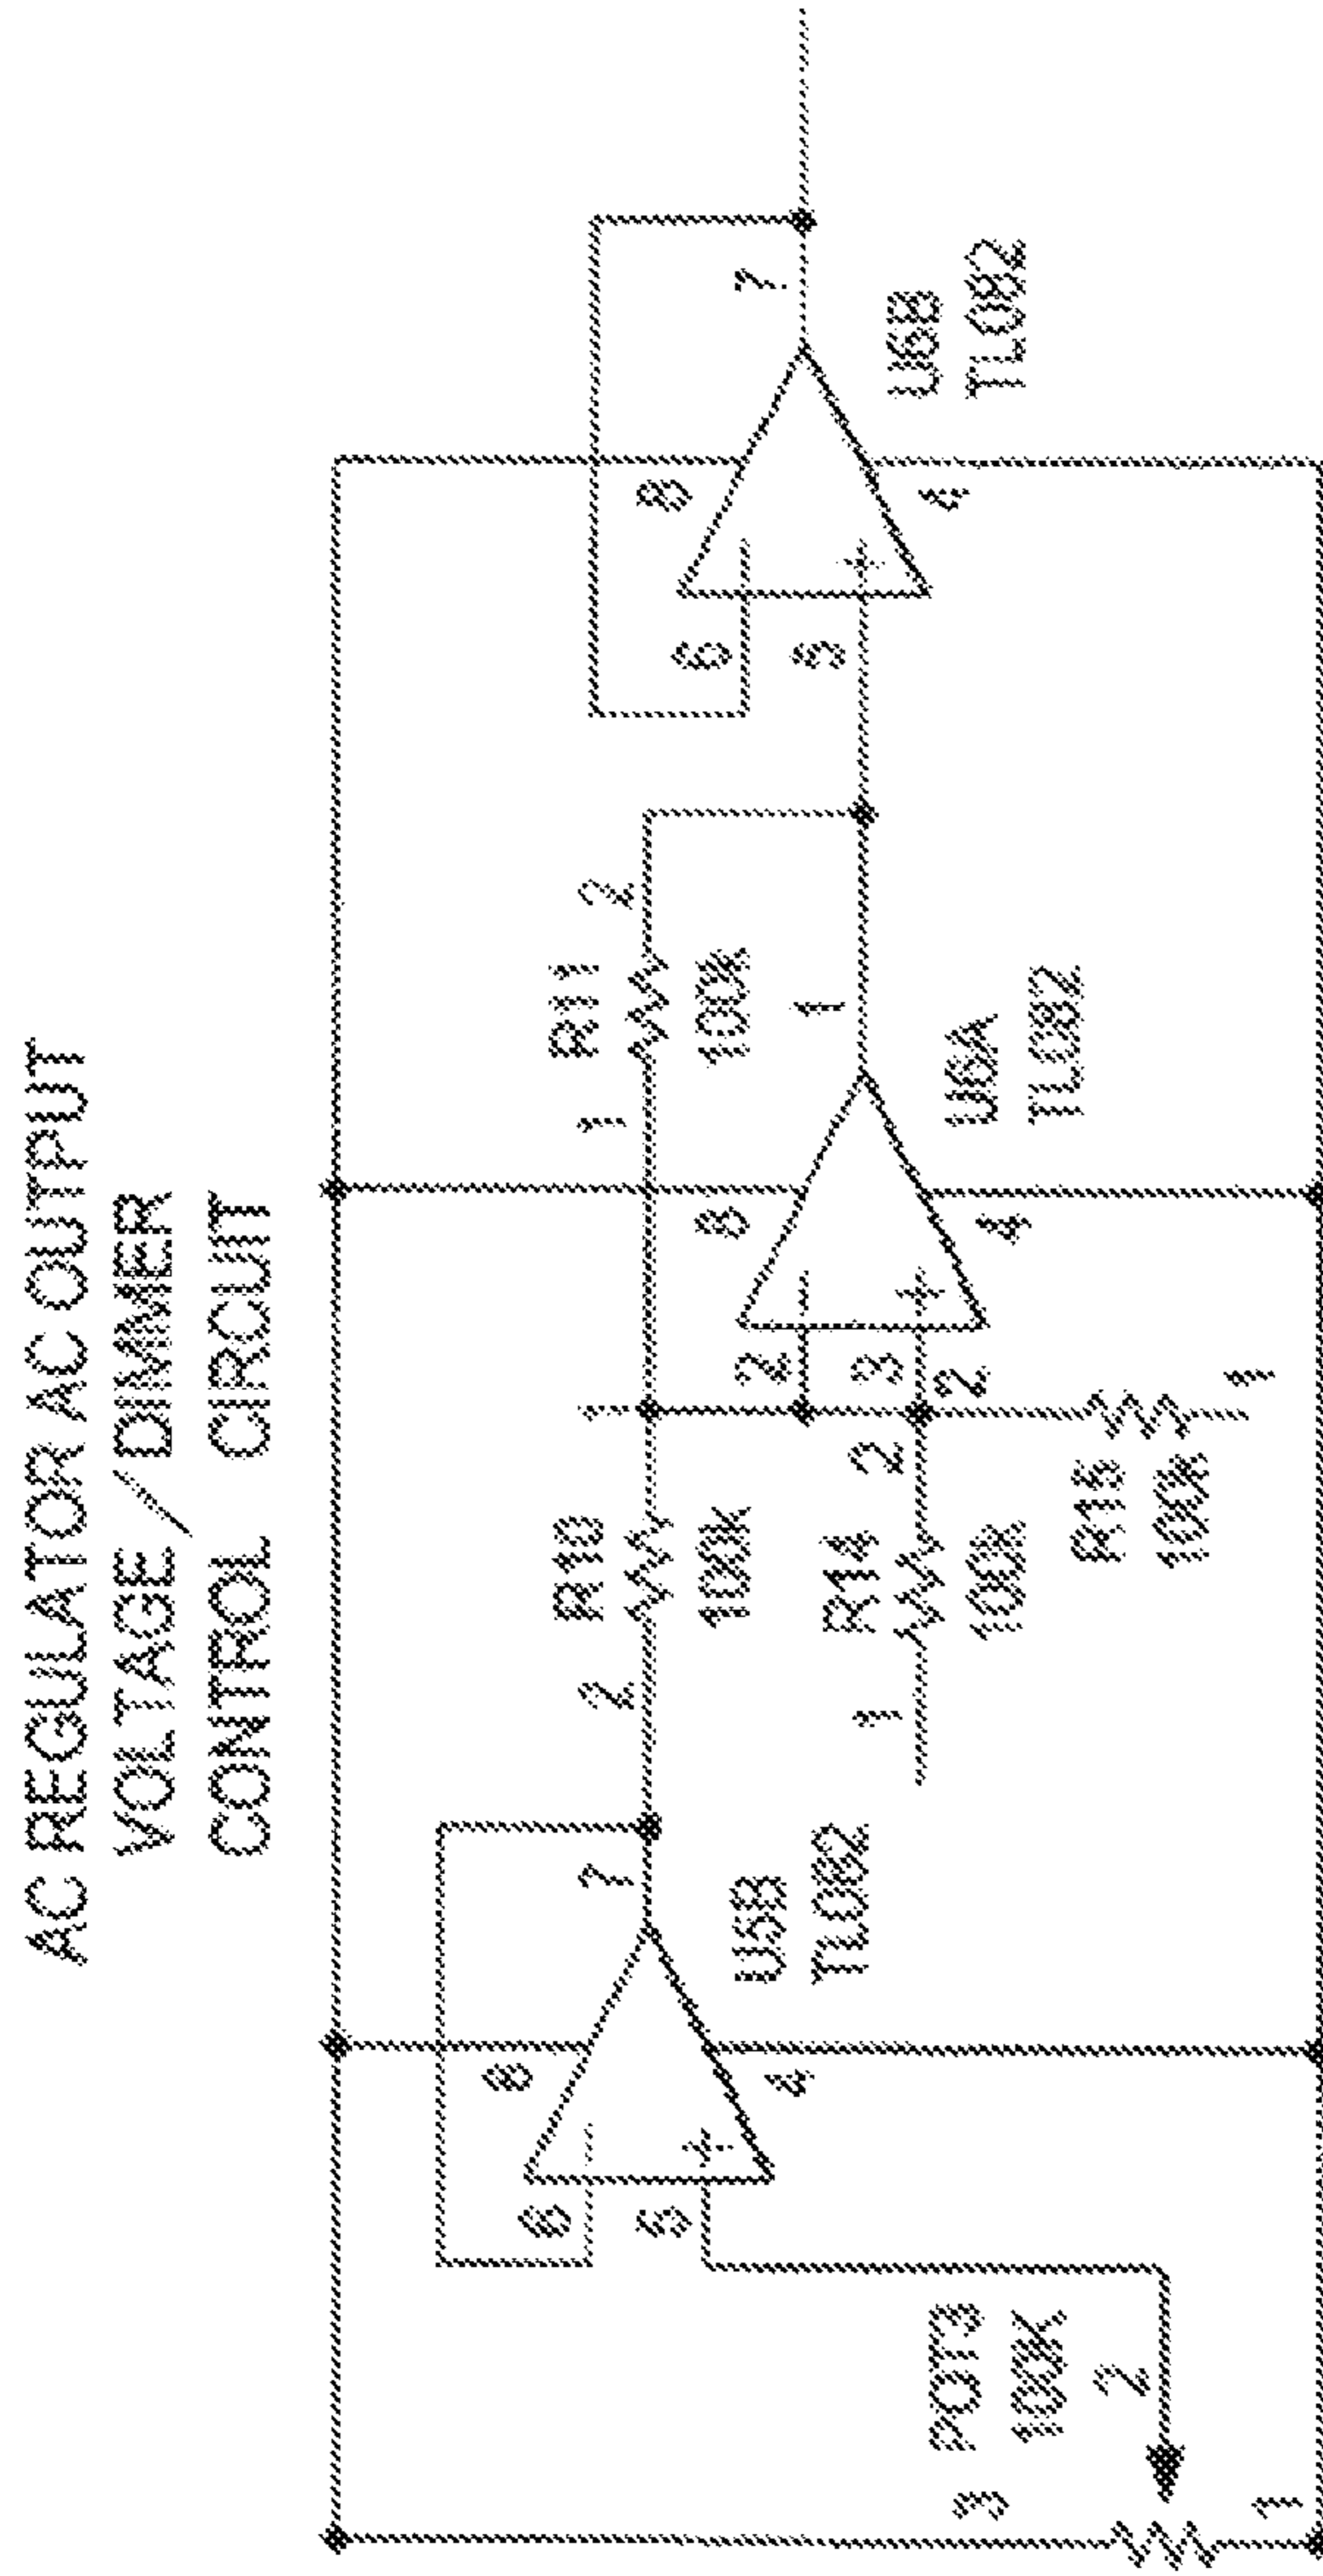 AC REGULATOR AC OUTPUT
VOLTAGE / DIMMER
CONTROL CIRCUIT
3
POT3
100K
2
1
6
5
8
4
7
U5B
TL082
2
R10
100k
1
1
R14
100k
2
R15
100k
2
1
2
3
8
4
1
U6A
TL082
1
R11
100k
2
6
5
8
4
7
U6B
TL082